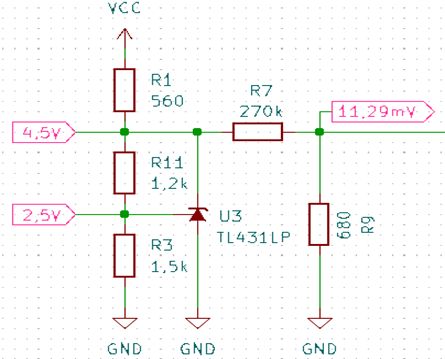 VCC
R1
560
R7
270k
11,29mV
4,5V
R11
1,2k
2,5V
U3
TL431LP
R3
1,5k
680
R9
GND
GND
GND